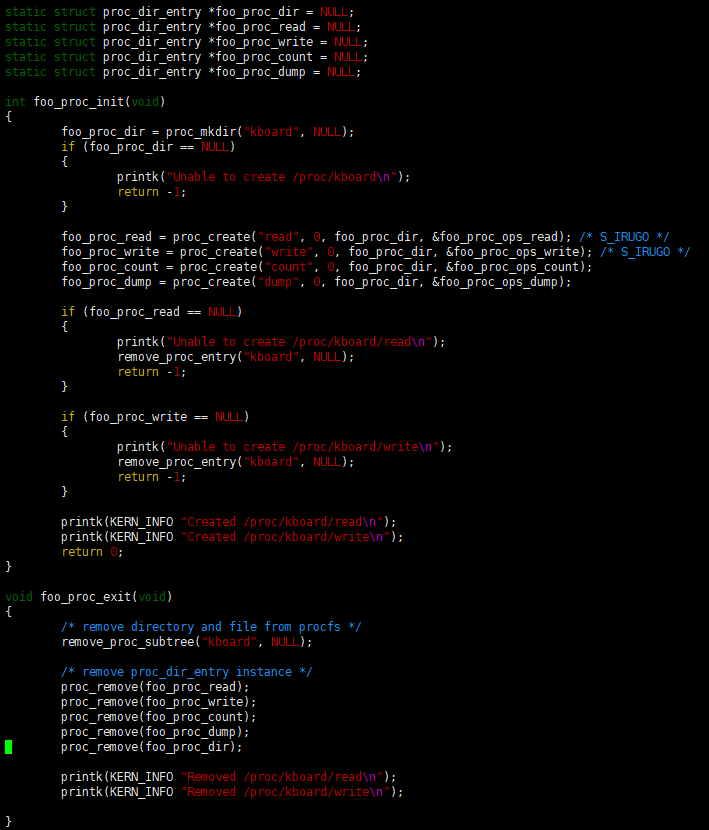 static struct proc_dir_entry *foo_proc_dir = NULL;
static struct proc_dir_entry *foo_proc_read = NULL;
static struct proc_dir_entry *foo_proc_write = NULL;
static struct proc_dir_entry *foo_proc_count = NULL;
static struct proc_dir_entry *foo_proc_dump = NULL;

int foo_proc_init(void)
{
        foo_proc_dir = proc_mkdir("kboard", NULL);
        if (foo_proc_dir == NULL)
        {
                printk("Unable to create /proc/kboard\n");
                return -1;
        }

        foo_proc_read = proc_create("read", 0, foo_proc_dir, &foo_proc_ops_read); /* S_IRUGO */
        foo_proc_write = proc_create("write", 0, foo_proc_dir, &foo_proc_ops_write); /* S_IRUGO */
        foo_proc_count = proc_create("count", 0, foo_proc_dir, &foo_proc_ops_count);
        foo_proc_dump = proc_create("dump", 0, foo_proc_dir, &foo_proc_ops_dump);

        if (foo_proc_read == NULL)
        {
                printk("Unable to create /proc/kboard/read\n");
                remove_proc_entry("kboard", NULL);
                return -1;
        }

        if (foo_proc_write == NULL)
        {
                printk("Unable to create /proc/kboard/write\n");
                remove_proc_entry("kboard", NULL);
                return -1;
        }

        printk(KERN_INFO "Created /proc/kboard/read\n");
        printk(KERN_INFO "Created /proc/kboard/write\n");
        return 0;
}

void foo_proc_exit(void)
{
        /* remove directory and file from procfs */
        remove_proc_subtree("kboard", NULL);

        /* remove proc_dir_entry instance */
        proc_remove(foo_proc_read);
        proc_remove(foo_proc_write);
        proc_remove(foo_proc_count);
        proc_remove(foo_proc_dump);
        proc_remove(foo_proc_dir);

        printk(KERN_INFO "Removed /proc/kboard/read\n");
        printk(KERN_INFO "Removed /proc/kboard/write\n");

}